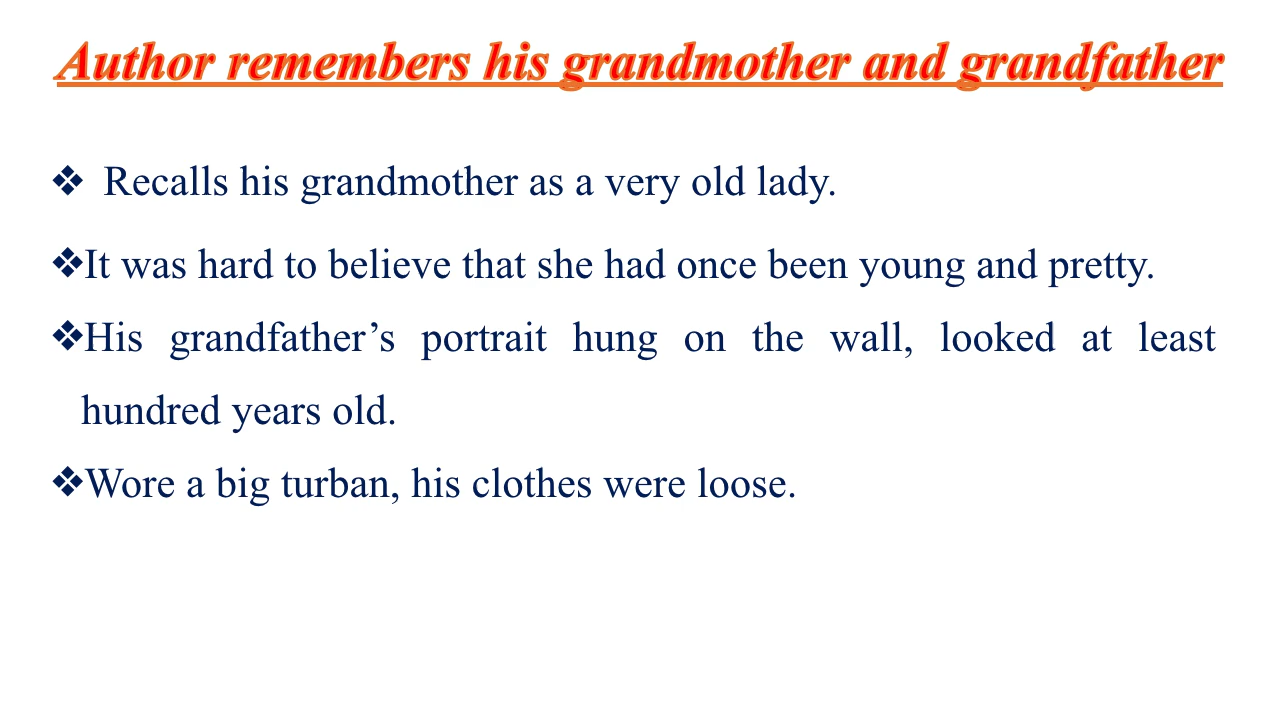 Author remembers his grandmother and grandfather
❖ Recalls his grandmother as a very old lady.
❖It was hard to believe that she had once been young and pretty.
❖His grandfather’s portrait hung on the wall, looked at least
hundred years old.
❖Wore a big turban, his clothes were loose.